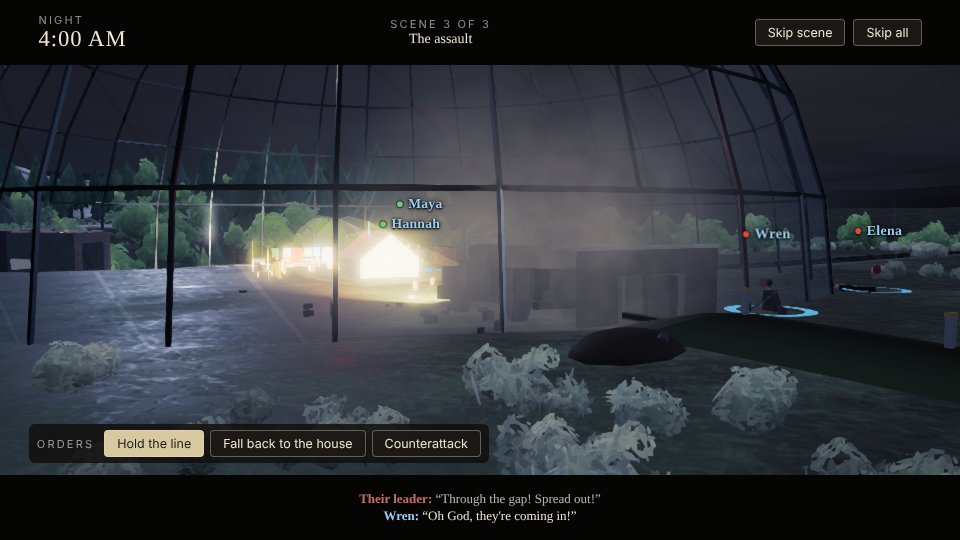 NIGHT
4:00 AM
SCENE 3 OF 3
The assault
Skip scene
Skip all
Maya
Hannah
Wren
Elena
ORDERS
Hold the line
Fall back to the house
Counterattack
Their leader: “Through the gap! Spread out!”
Wren: “Oh God, they're coming in!”